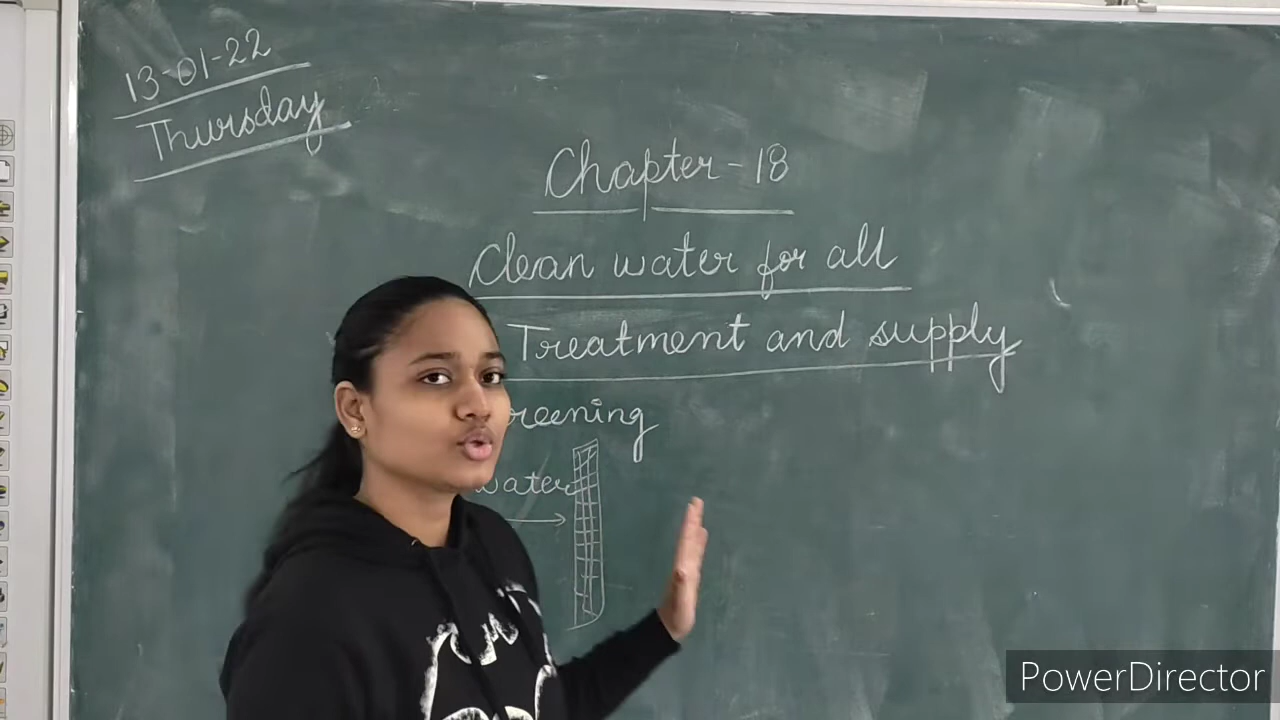 13-01-22
Thursday
Chapter-18
Clean water for all
Treatment and supply
reening
water
PowerDirector